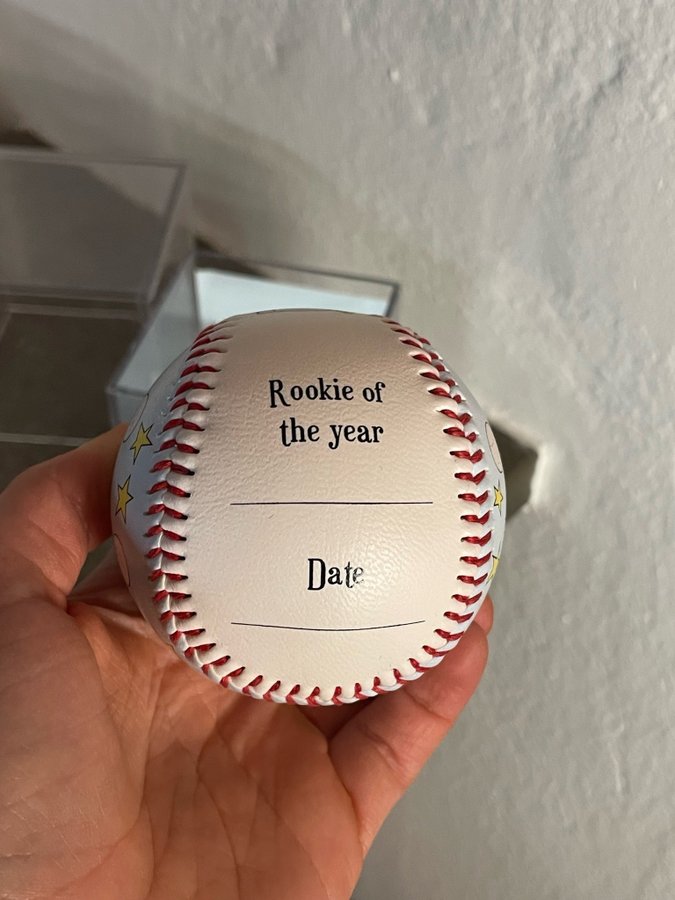 Rookie of
the year
Date